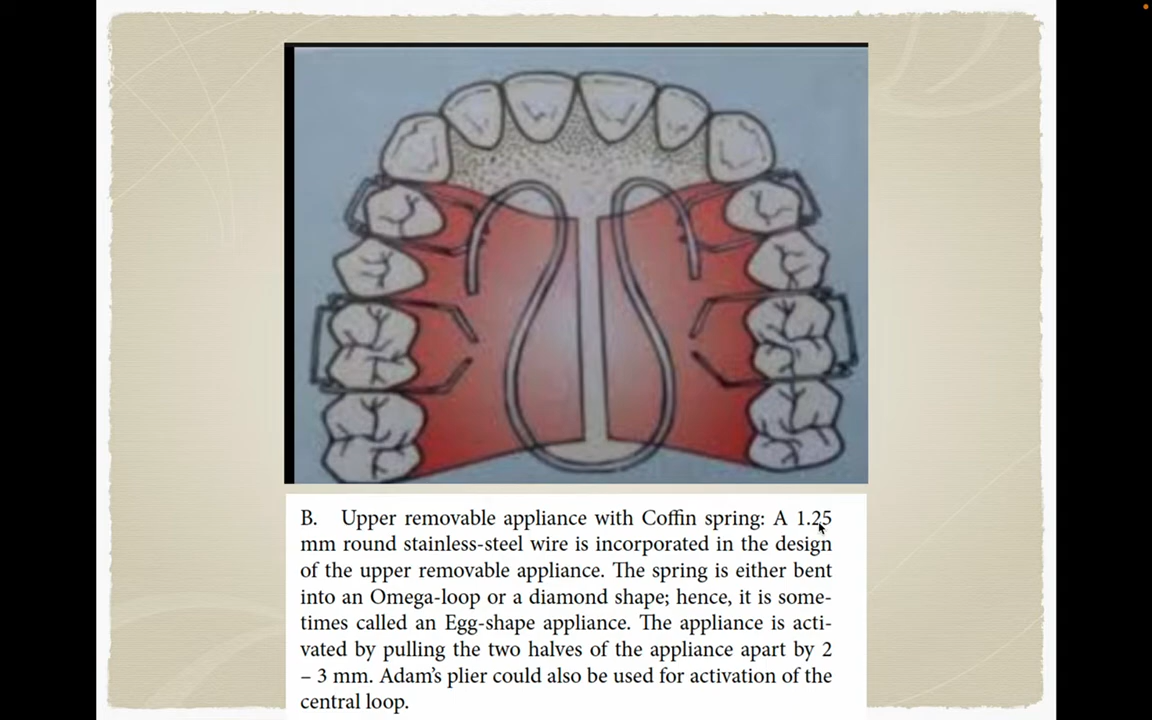 B. Upper removable appliance with Coffin spring: A 1.25
mm round stainless-steel wire is incorporated in the design
of the upper removable appliance. The spring is either bent
into an Omega-loop or a diamond shape; hence, it is some-
times called an Egg-shape appliance. The appliance is acti-
vated by pulling the two halves of the appliance apart by 2
– 3 mm. Adam’s plier could also be used for activation of the
central loop.